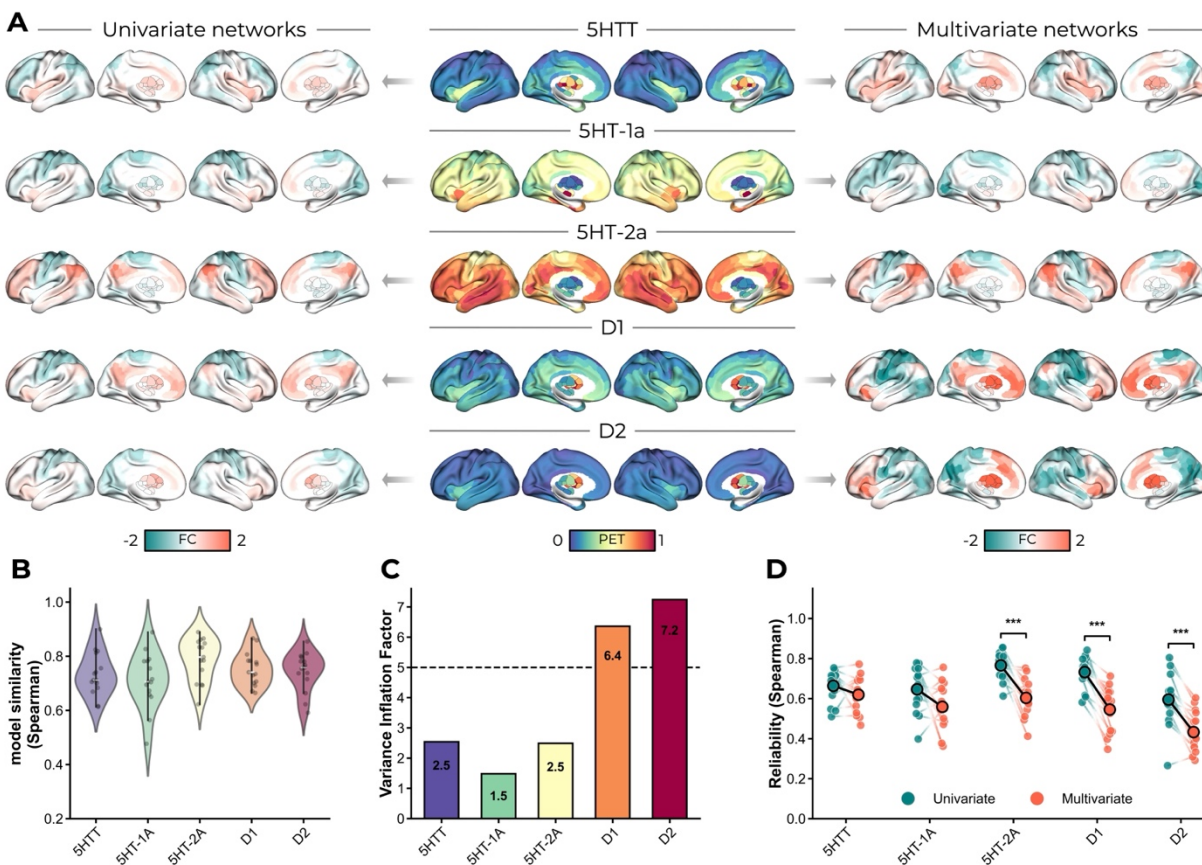 A
Univariate networks
5HTT
Multivariate networks
5HT-1a
5HT-2a
D1
D2
-2 FC 2
0 PET 1
-2 FC 2
B
model similarity
(Spearman)
1.0
0.8
0.6
0.4
0.2
5HTT
5HT-1A
5HT-2A
D1
D2
C
Variance Inflation Factor
7
6
5
4
3
2
1
0
2.5
1.5
2.5
6.4
7.2
5HTT
5HT-1A
5HT-2A
D1
D2
D
Reliability (Spearman)
1.0
0.8
0.6
0.4
0.2
0.0
***
***
***
Univariate
Multivariate
5HTT
5HT-1A
5HT-2A
D1
D2